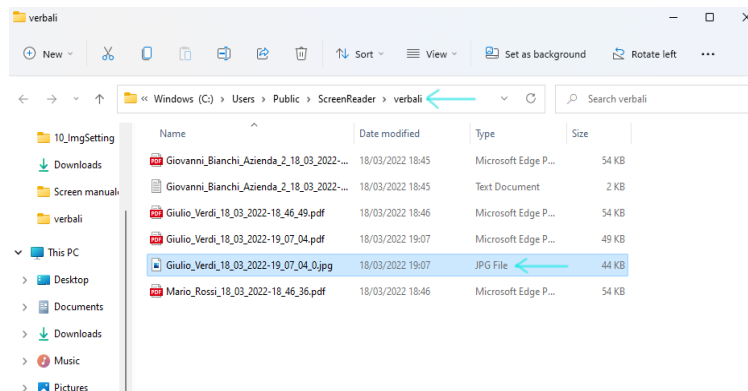 verbali
New
Sort
View
Set as background
Rotate left
« Windows (C:) > Users > Public > ScreenReader > verbali
Search verbali
Name Date modified Type Size
Giovanni_Bianchi_Azienda_2_18_03_2022-... 18/03/2022 18:45 Microsoft Edge P... 54 KB
Giovanni_Bianchi_Azienda_2_18_03_2022-... 18/03/2022 18:45 Text Document 2 KB
Giulio_Verdi_18_03_2022-18_46_49.pdf 18/03/2022 18:46 Microsoft Edge P... 54 KB
Giulio_Verdi_18_03_2022-19_07_04.pdf 18/03/2022 19:07 Microsoft Edge P... 49 KB
Giulio_Verdi_18_03_2022-19_07_04_0.jpg 18/03/2022 19:07 JPG File 44 KB
Mario_Rossi_18_03_2022-18_46_36.pdf 18/03/2022 18:46 Microsoft Edge P... 54 KB
10_ImgSetting
Downloads
Screen manual
verbali
This PC
Desktop
Documents
Downloads
Music
Pictures